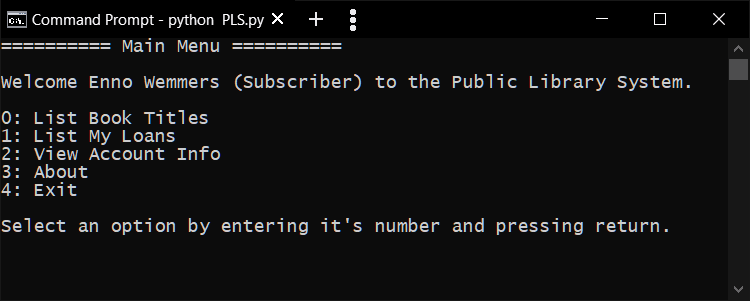 Command Prompt - python PLS.py
========== Main Menu ==========
Welcome Enno Wemmers (Subscriber) to the Public Library System.
0: List Book Titles
1: List My Loans
2: View Account Info
3: About
4: Exit
Select an option by entering it's number and pressing return.